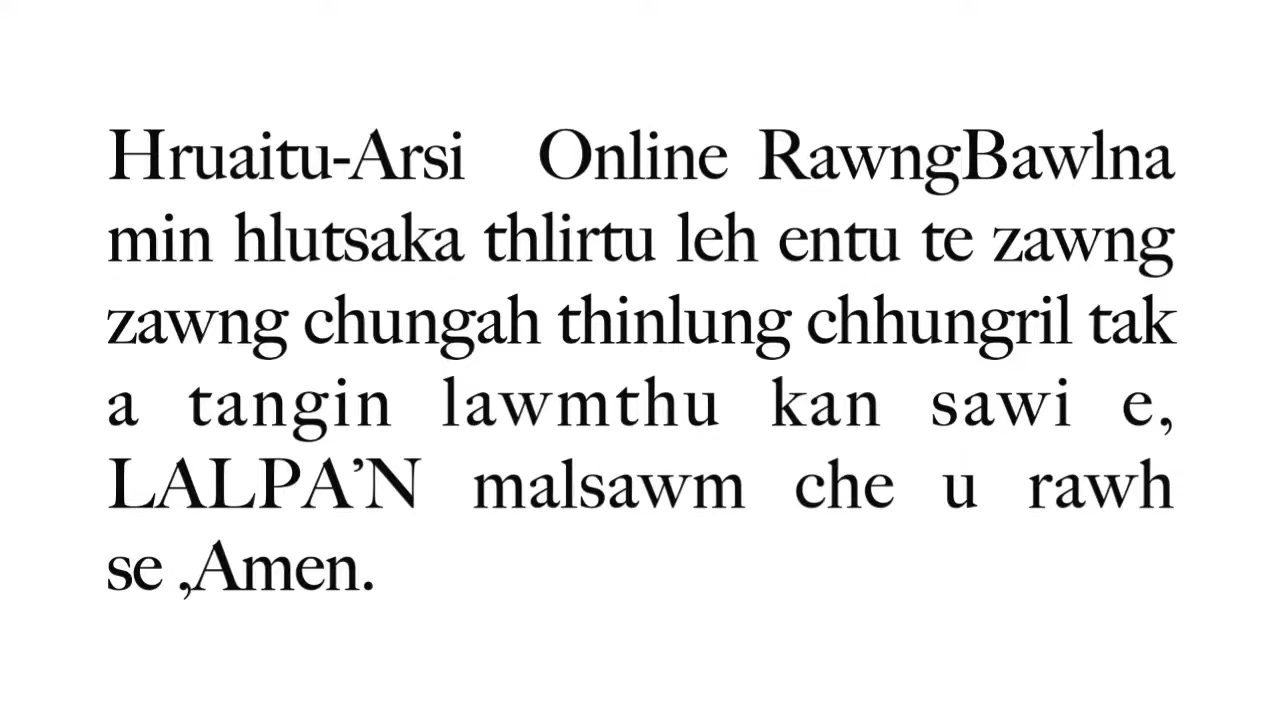 Hruaitu-Arsi Online RawngBawlna
min hlutsaka thlirtu leh entu te zawng
zawng chungah thinlung chhungril tak
a tangin lawmthu kan sawi e,
LALPA’N malsawm che u rawh
se ,Amen.